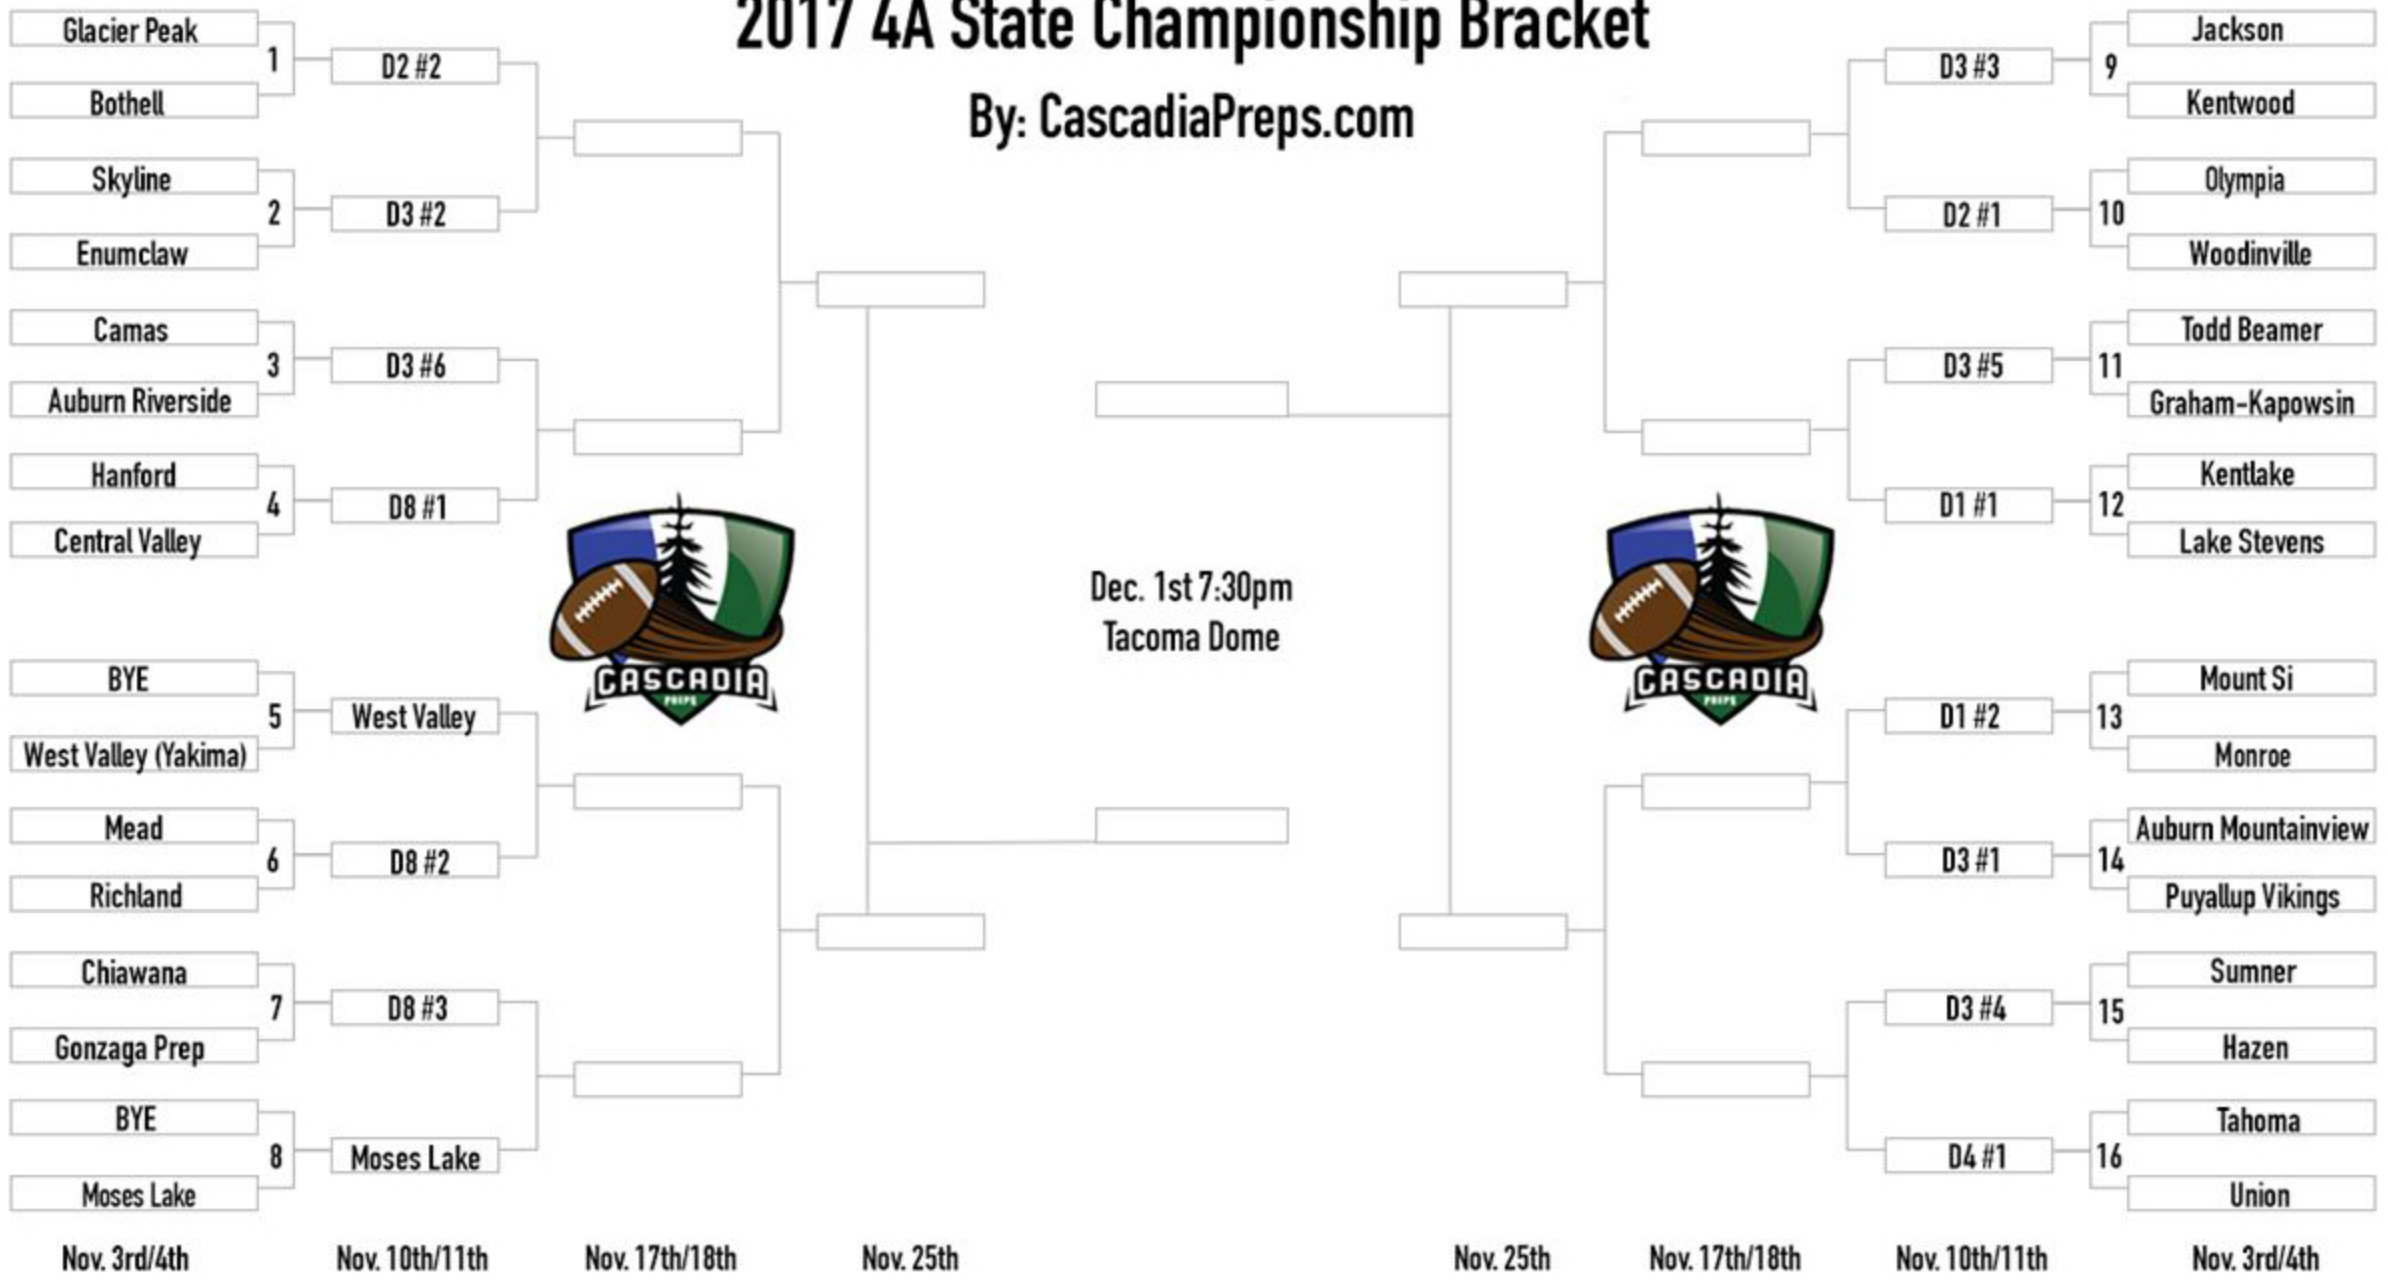 2017 4A State Championship Bracket
By: CascadiaPreps.com
Glacier Peak
1
D2 #2
Bothell
Skyline
2
D3 #2
Enumclaw
Camas
3
D3 #6
Auburn Riverside
Hanford
4
D8 #1
Central Valley
BYE
5
West Valley
West Valley (Yakima)
Mead
6
D8 #2
Richland
Chiawana
7
D8 #3
Gonzaga Prep
BYE
8
Moses Lake
Moses Lake
CASCADIA
PREPS
Dec. 1st 7:30pm
Tacoma Dome
CASCADIA
PREPS
Jackson
D3 #3
9
Kentwood
Olympia
D2 #1
10
Woodinville
Todd Beamer
D3 #5
11
Graham-Kapowsin
Kentlake
D1 #1
12
Lake Stevens
Mount Si
D1 #2
13
Monroe
Auburn Mountainview
D3 #1
14
Puyallup Vikings
Sumner
D3 #4
15
Hazen
Tahoma
D4 #1
16
Union
Nov. 3rd/4th
Nov. 10th/11th
Nov. 17th/18th
Nov. 25th
Nov. 25th
Nov. 17th/18th
Nov. 10th/11th
Nov. 3rd/4th